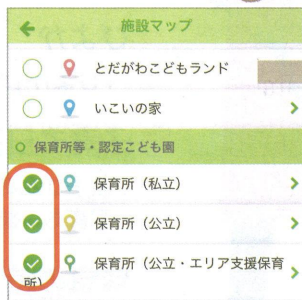 施設マップ
とだがわこどもランド
いこいの家
保育所等・認定こども園
保育所（私立）
保育所（公立）
保育所（公立・エリア支援保育
所）